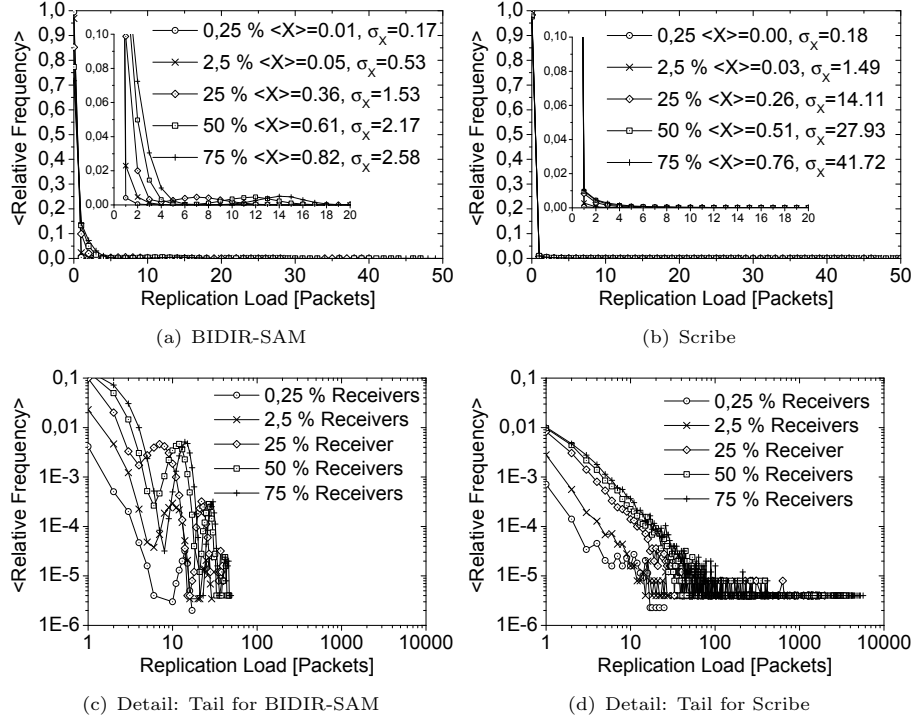 <Relative Frequency>
1,0
0,9
0,8
0,7
0,6
0,5
0,4
0,3
0,2
0,1
0,0
0,25 % <X>=0.01, σX=0.17
2,5 % <X>=0.05, σX=0.53
25 % <X>=0.36, σX=1.53
50 % <X>=0.61, σX=2.17
75 % <X>=0.82, σX=2.58
0,10
0,08
0,06
0,04
0,02
0,00
0 2 4 6 8 10 12 14 16 18 20
0 10 20 30 40 50
Replication Load [Packets]
(a) BIDIR-SAM
<Relative Frequency>
1,0
0,9
0,8
0,7
0,6
0,5
0,4
0,3
0,2
0,1
0,0
0,25 % <X>=0.00, σX=0.18
2,5 % <X>=0.03, σX=1.49
25 % <X>=0.26, σX=14.11
50 % <X>=0.51, σX=27.93
75 % <X>=0.76, σX=41.72
0,10
0,08
0,06
0,04
0,02
0,00
0 2 4 6 8 10 12 14 16 18 20
0 10 20 30 40 50
Replication Load [Packets]
(b) Scribe
<Relative Frequency>
0,1
0,01
1E-3
1E-4
1E-5
1E-6
0,25 % Receivers
2,5 % Receivers
25 % Receiver
50 % Receivers
75 % Receivers
1 10 100 1000 10000
Replication Load [Packets]
(c) Detail: Tail for BIDIR-SAM
<Relative Frequency>
0,1
0,01
1E-3
1E-4
1E-5
1E-6
0,25 % Receivers
2,5 % Receivers
25 % Receiver
50 % Receivers
75 % Receivers
1 10 100 1000 10000
Replication Load [Packets]
(d) Detail: Tail for Scribe